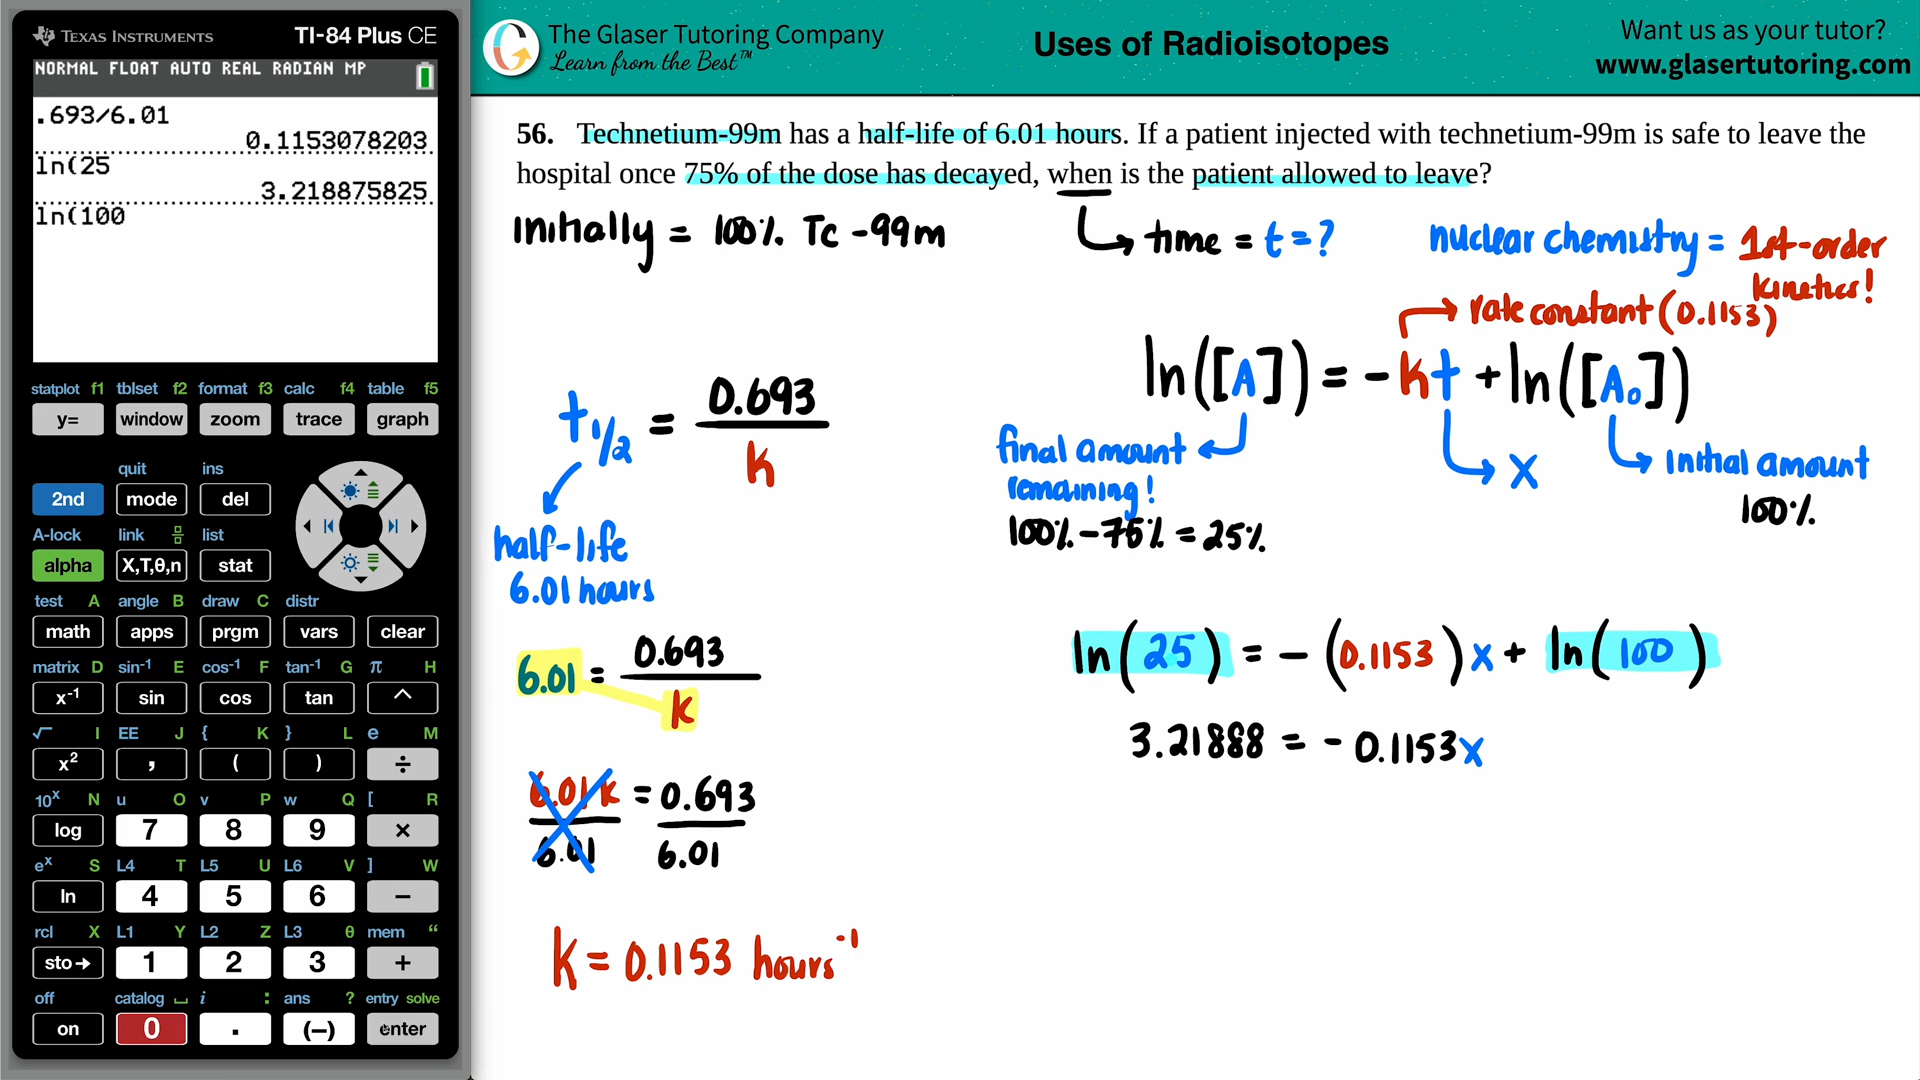 TEXAS INSTRUMENTS TI-84 Plus CE
NORMAL FLOAT AUTO REAL RADIAN MP
.693/6.01
0.1153078203
ln(25
3.218875825
ln(100
statplot f1 tblset f2 format f3 calc f4 table f5
y= window zoom trace graph
quit ins
2nd mode del
A-lock link list
alpha X,T,θ,n stat
test A angle B draw C distr
math apps prgm vars clear
matrix D sin⁻¹ E cos⁻¹ F tan⁻¹ G π H
x⁻¹ sin cos tan ^
√ I EE J { K } L e M
x² , ( ) ÷
10ˣ N u O v P w Q [ R
log 7 8 9 ×
eˣ S L4 T L5 U L6 V ] W
ln 4 5 6 −
rcl X L1 Y L2 Z L3 θ mem "
sto→ 1 2 3 +
off catalog ⎵ i : ans ? entry solve
on 0 . (−) enter
The Glaser Tutoring Company
Learn from the Best™
Uses of Radioisotopes
Want us as your tutor?
www.glasertutoring.com
56. Technetium-99m has a half-life of 6.01 hours. If a patient injected with technetium-99m is safe to leave the
hospital once 75% of the dose has decayed, when is the patient allowed to leave?
initially = 100% Tc-99m
time = t = ?
nuclear chemistry = 1st-order
kinetics!
rate constant (0.1153)
ln([A]) = -kt + ln([A₀])
final amount
remaining!
100% - 75% = 25%
x
initial amount
100%
t1/2 = 0.693
k
half-life
6.01 hours
6.01 = 0.693
k
6.01 k = 0.693
6.01 6.01
k = 0.1153 hours⁻¹
ln(25) = -(0.1153)x + ln(100)
3.21888 = -0.1153x